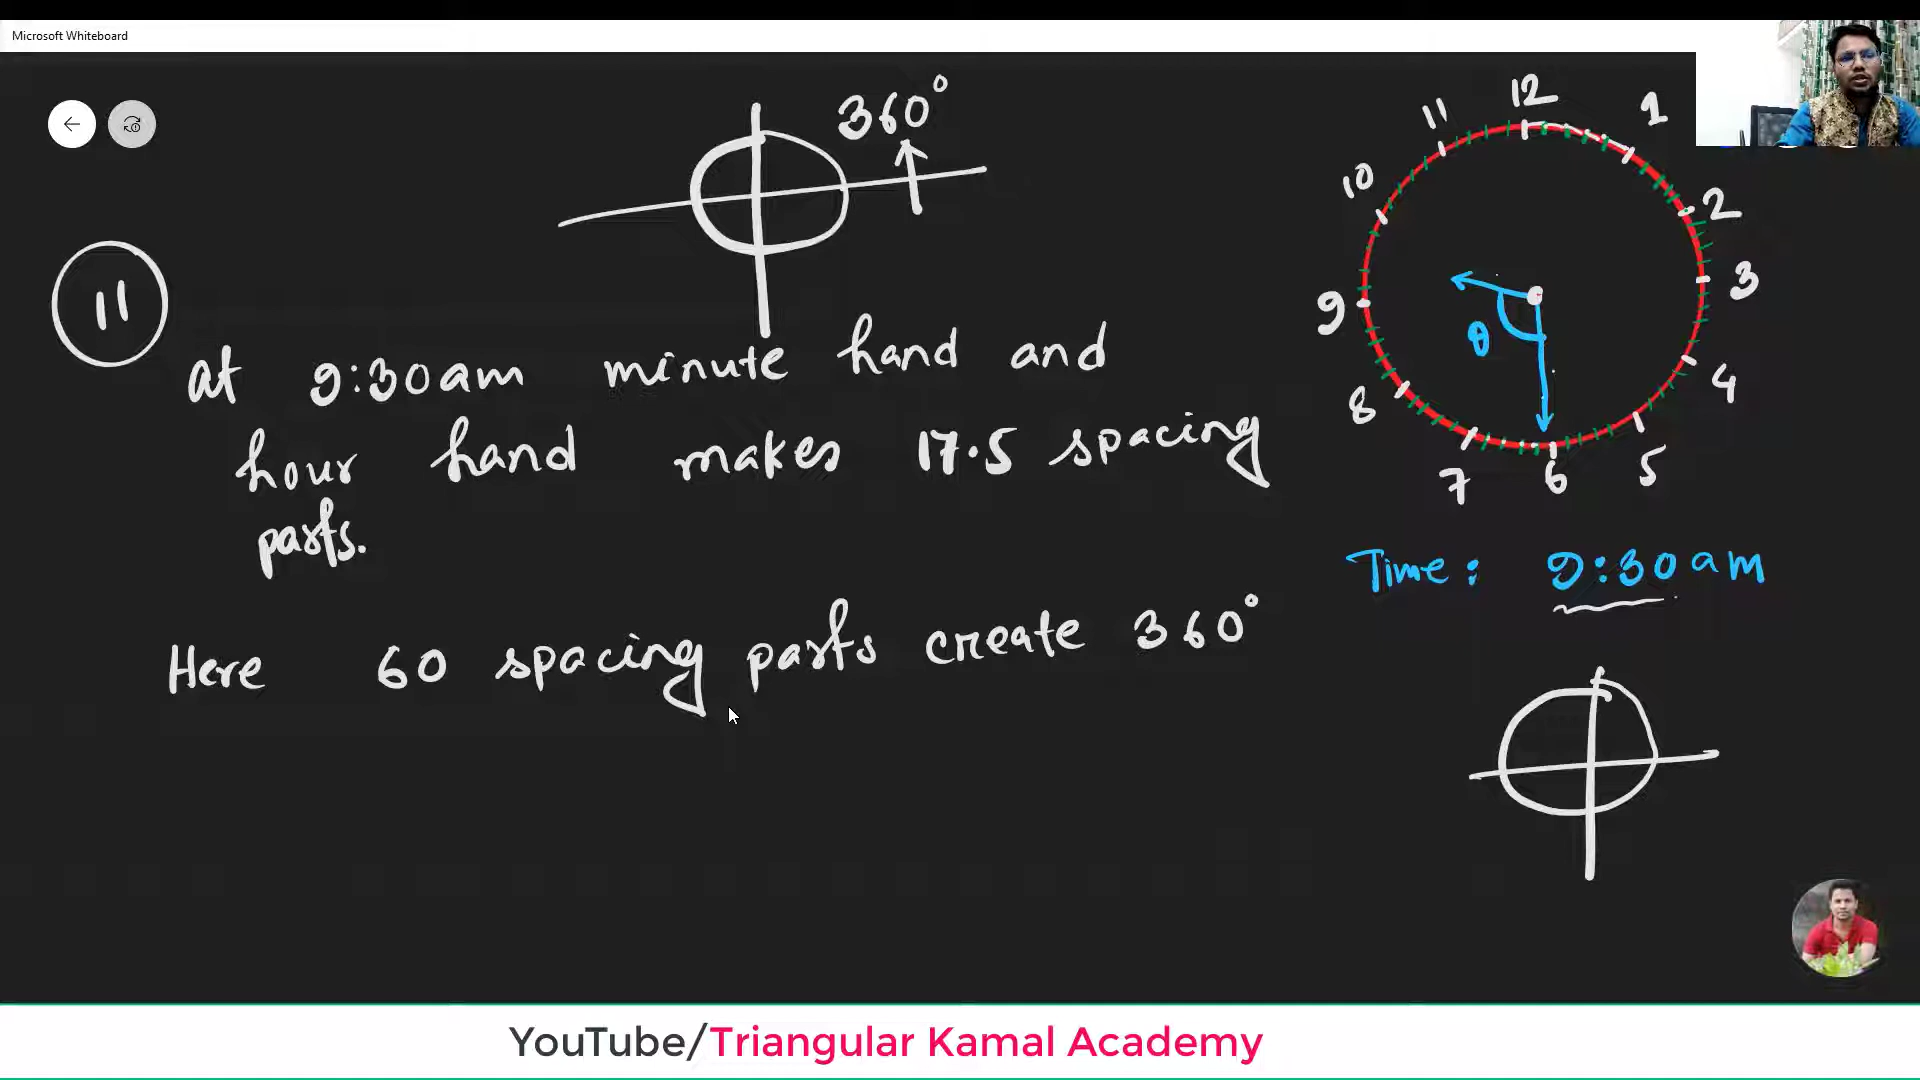 Microsoft Whiteboard
360°
11
at 9:30am minute hand and
hour hand makes 17.5 spacing
parts.
Here 60 spacing parts create 360°
12
1
2
3
4
5
6
7
8
9
10
11
θ
Time: 9:30am
YouTube/Triangular Kamal Academy